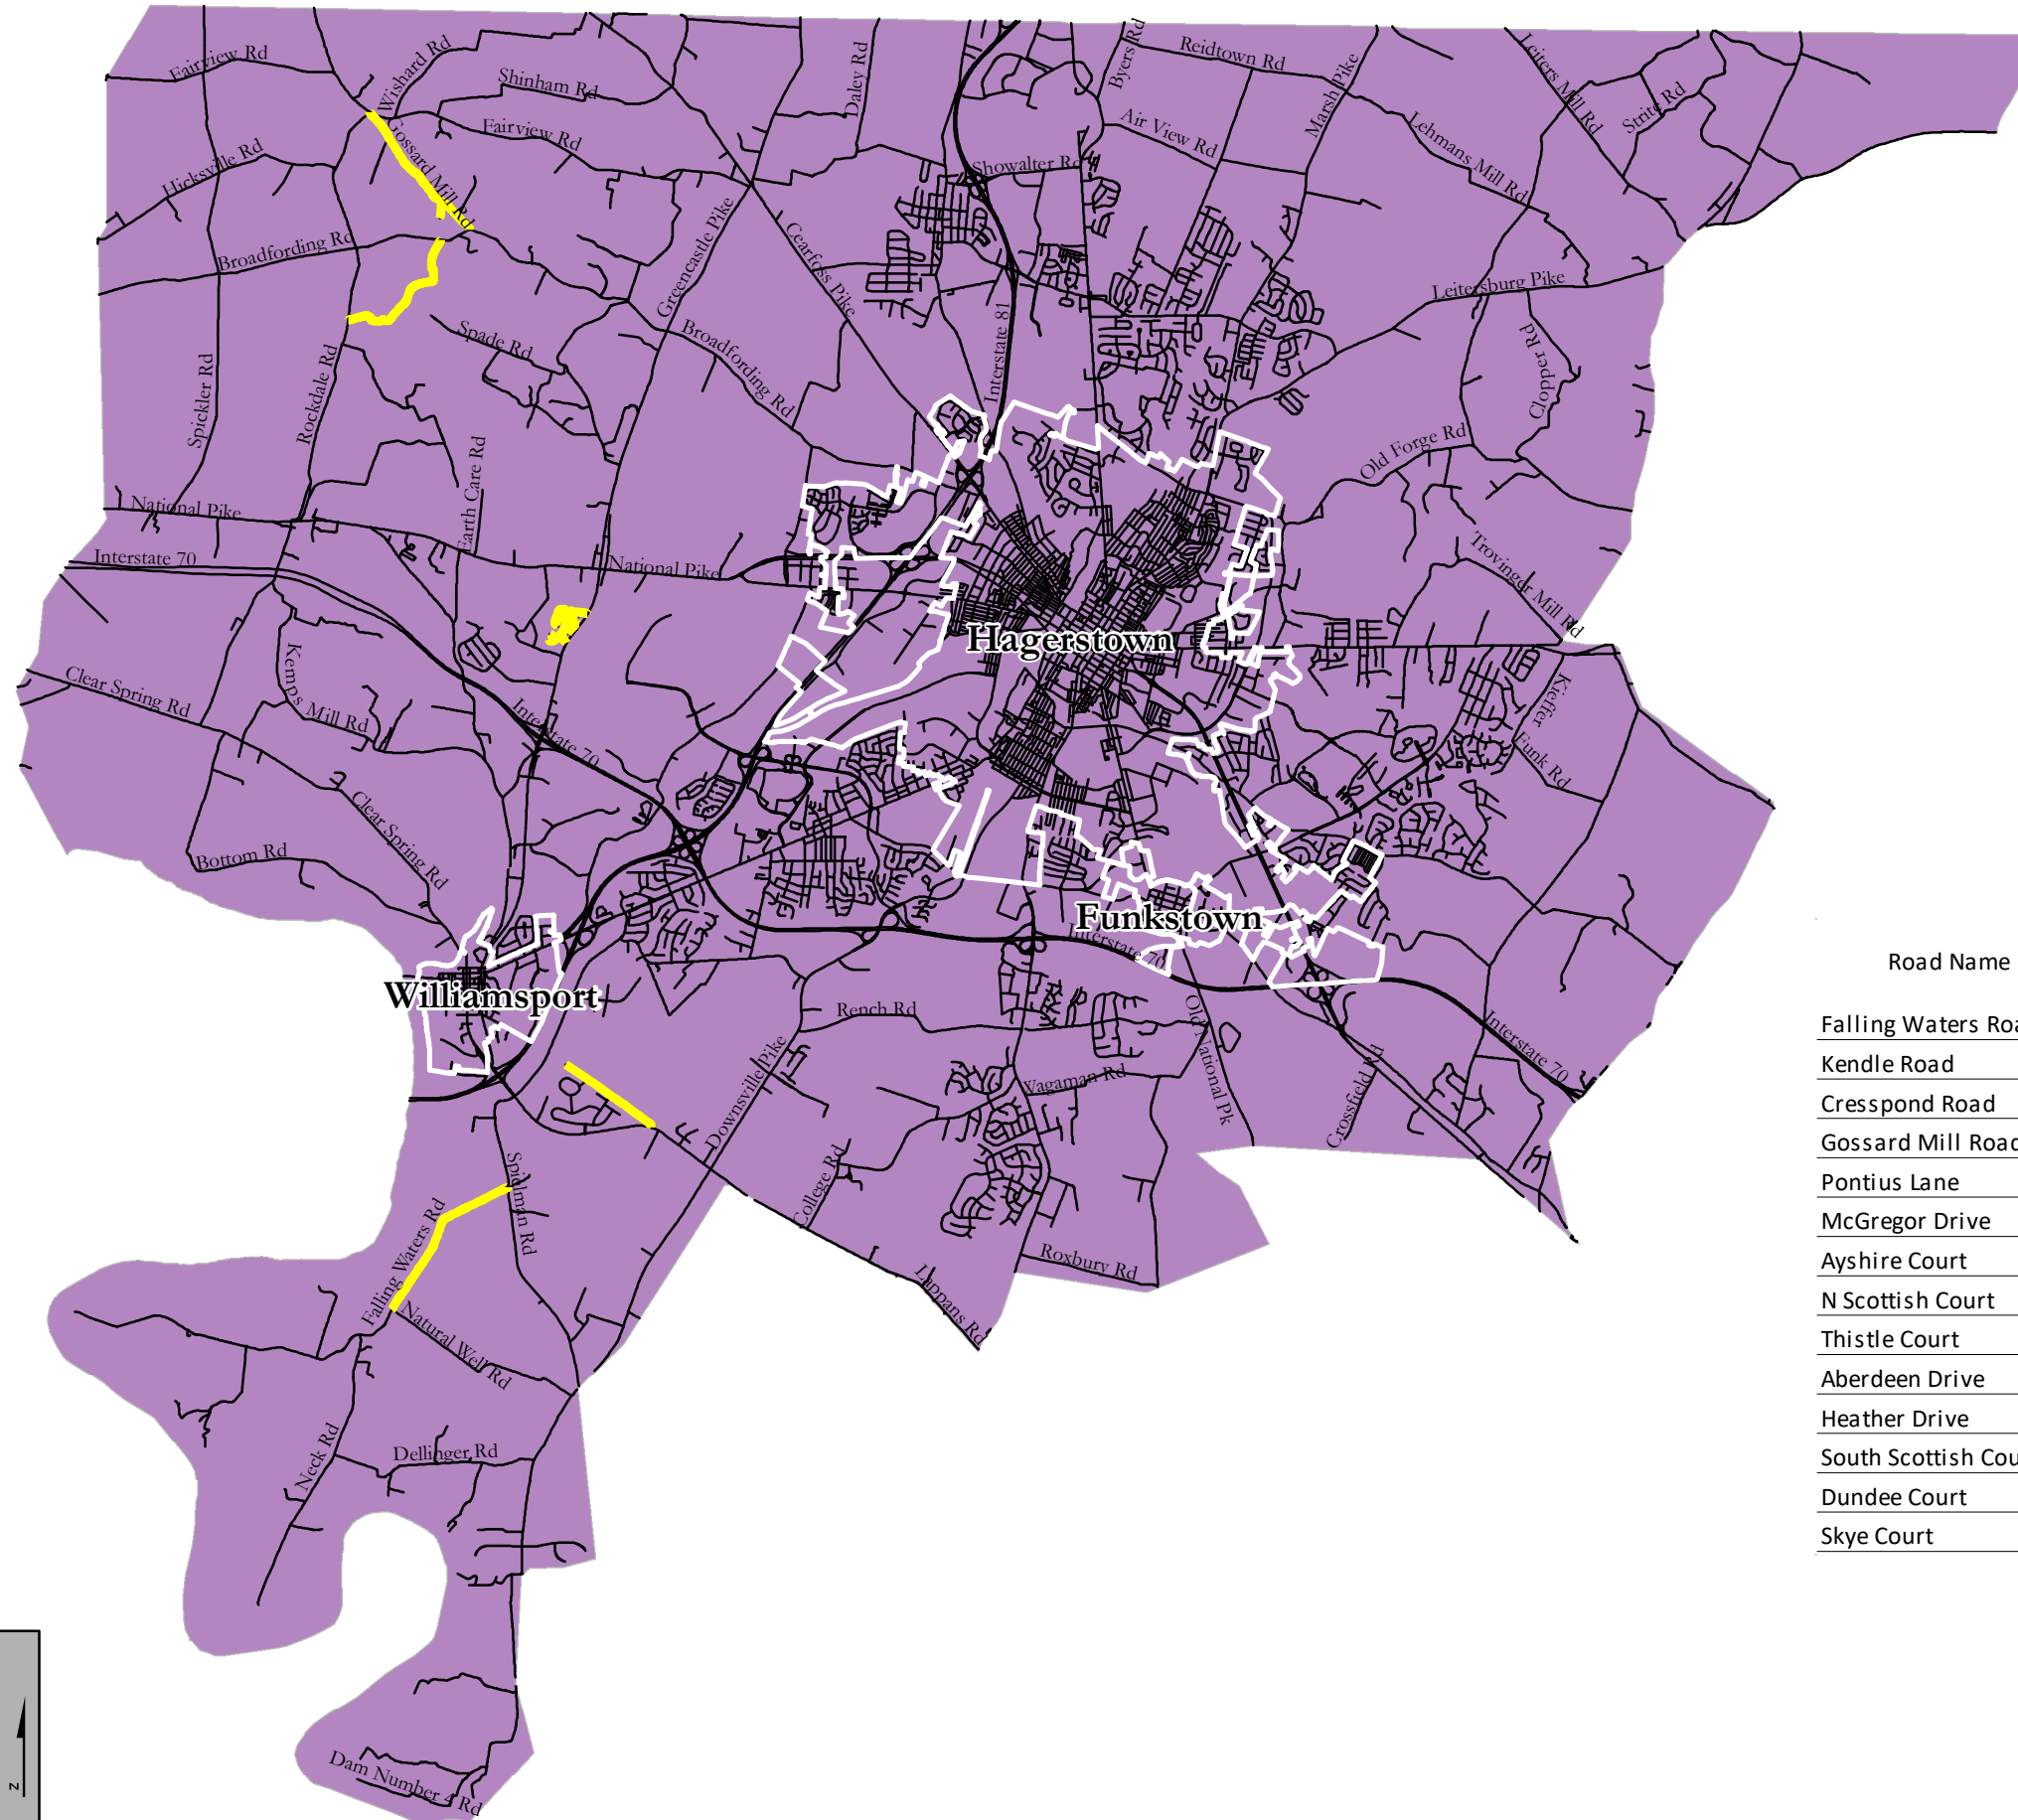 Fairview Rd
Wishard Rd
Shinham Rd
Daley Rd
Byers Rd
Reidtown Rd
Marsh Pike
Leiters Mill Rd
Strite Rd
Gossard Mill Rd
Fairview Rd
Air View Rd
Lehmans Mill Rd
Hicksville Rd
Showalter Rd
Broadfording Rd
Greencastle Pike
Cearfoss Pike
Leitersburg Pike
Spade Rd
Broadfording Rd
Interstate 81
Clopper Rd
Spickler Rd
Rockdale Rd
Earth Care Rd
Old Forge Rd
National Pike
Interstate 70
National Pike
Trovinger Mill Rd
Hagerstown
Clear Spring Rd
Kemps Mill Rd
Interstate 70
Kieffer Funk Rd
Clear Spring Rd
Bottom Rd
Funkstown
Interstate 70
Williamsport
Rench Rd
Old National Pk
Interstate 70
Downsville Pike
Wagaman Rd
Crossfield Rd
Spielman Rd
College Rd
Falling Waters Rd
Roxbury Rd
Lappans Rd
Natural Well Rd
Neck Rd
Dellinger Rd
Dam Number 4 Rd
Road Name
Falling Waters Roa
Kendle Road
Cresspond Road
Gossard Mill Road
Pontius Lane
McGregor Drive
Ayshire Court
N Scottish Court
Thistle Court
Aberdeen Drive
Heather Drive
South Scottish Cou
Dundee Court
Skye Court
N